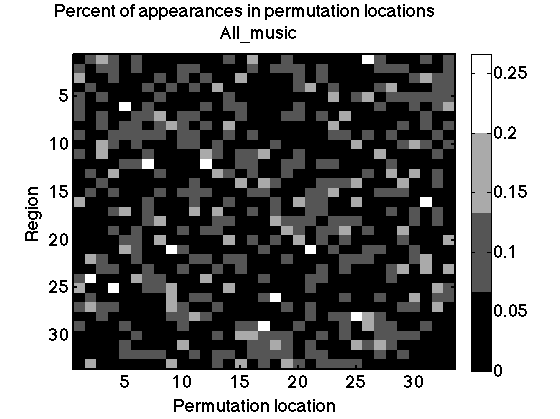 Percent of appearances in permutation locations
All_music
Region
5
10
15
20
25
30
5 10 15 20 25 30
Permutation location
0.25
0.2
0.15
0.1
0.05
0